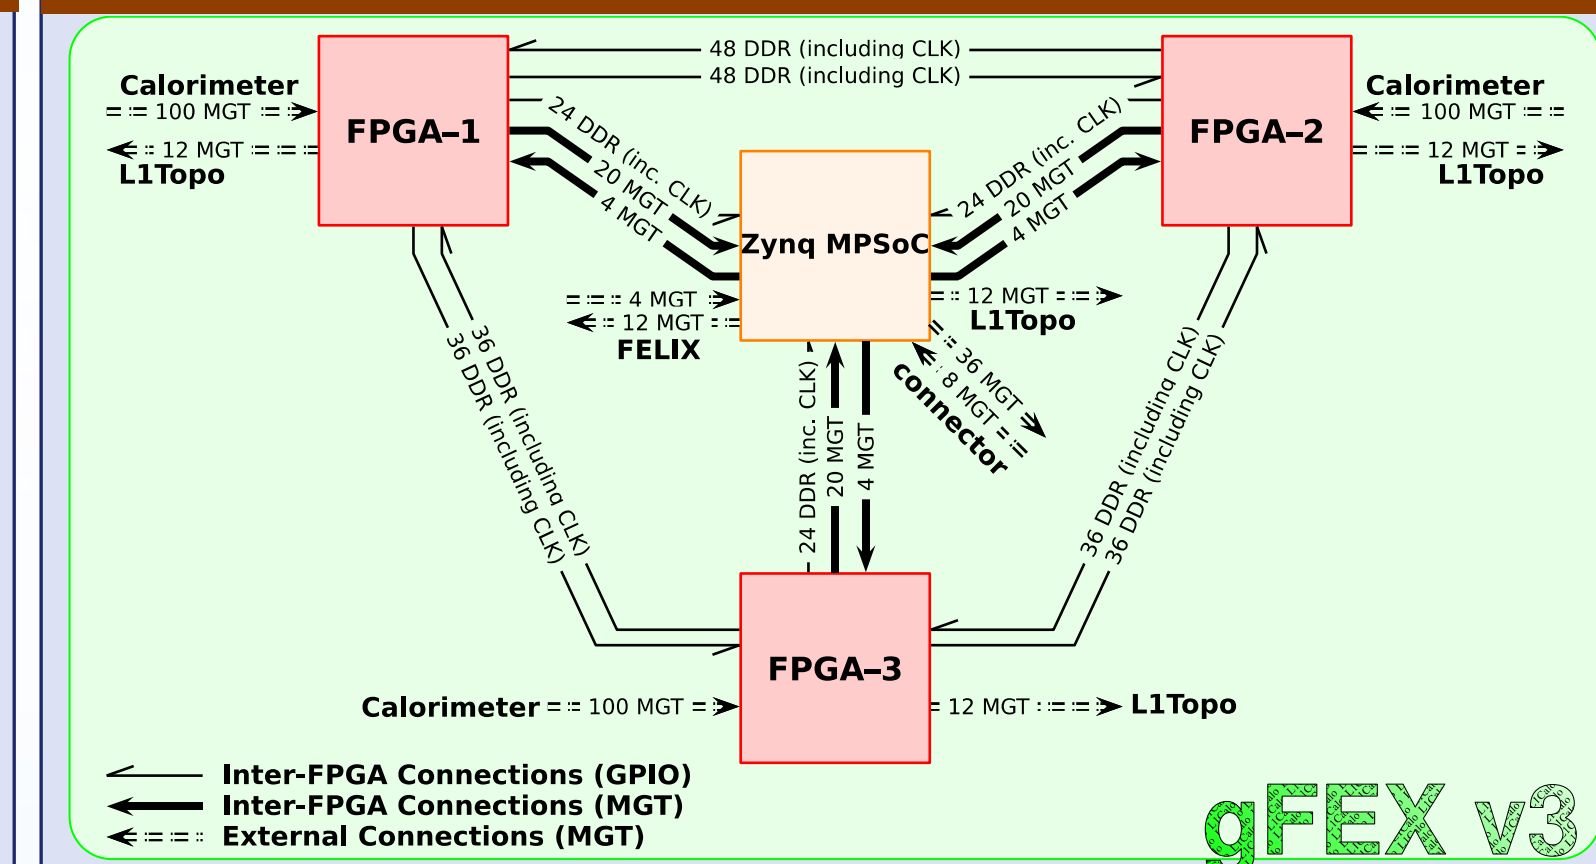 48 DDR (including CLK)
48 DDR (including CLK)
Calorimeter
100 MGT
12 MGT
L1Topo
FPGA–1
FPGA–2
Calorimeter
100 MGT
12 MGT
L1Topo
24 DDR (inc. CLK)
20 MGT
4 MGT
24 DDR (inc. CLK)
20 MGT
4 MGT
Zynq MPSoC
4 MGT
12 MGT
FELIX
12 MGT
L1Topo
36 MGT
8 MGT
connector
36 DDR (including CLK)
36 DDR (including CLK)
24 DDR (inc. CLK)
20 MGT
4 MGT
36 DDR (including CLK)
36 DDR (including CLK)
FPGA–3
Calorimeter
100 MGT
12 MGT
L1Topo
Inter-FPGA Connections (GPIO)
Inter-FPGA Connections (MGT)
External Connections (MGT)
gFEX v3